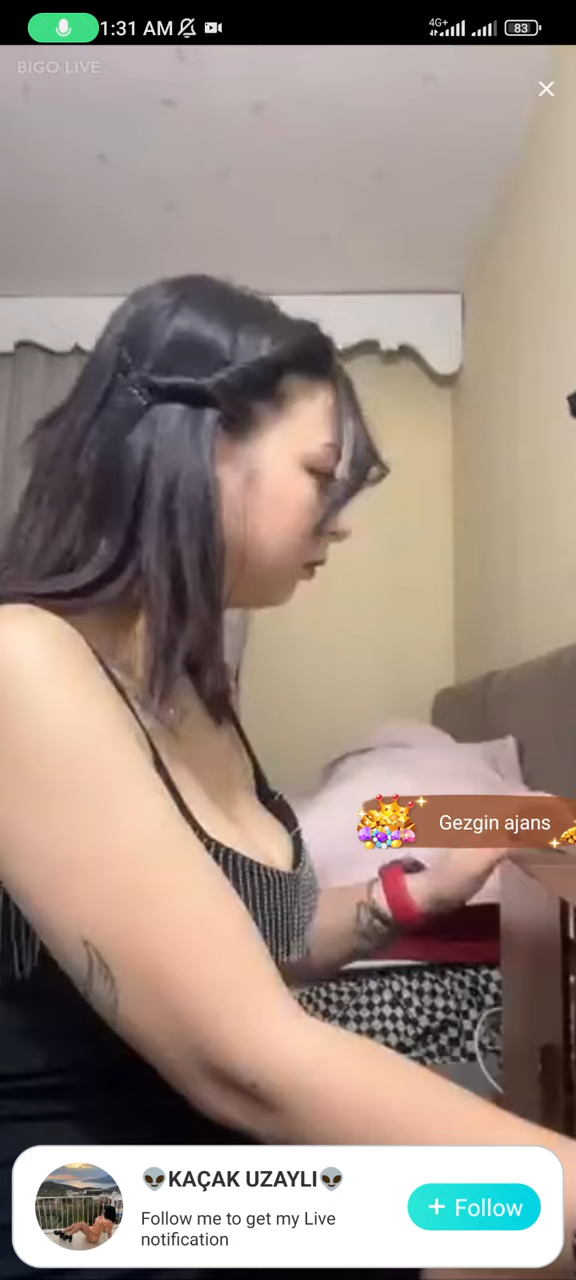 1:31 AM
4G+
83
BIGO LIVE
Gezgin ajans
👽KAÇAK UZAYLI👽
Follow me to get my Live
notification
+ Follow